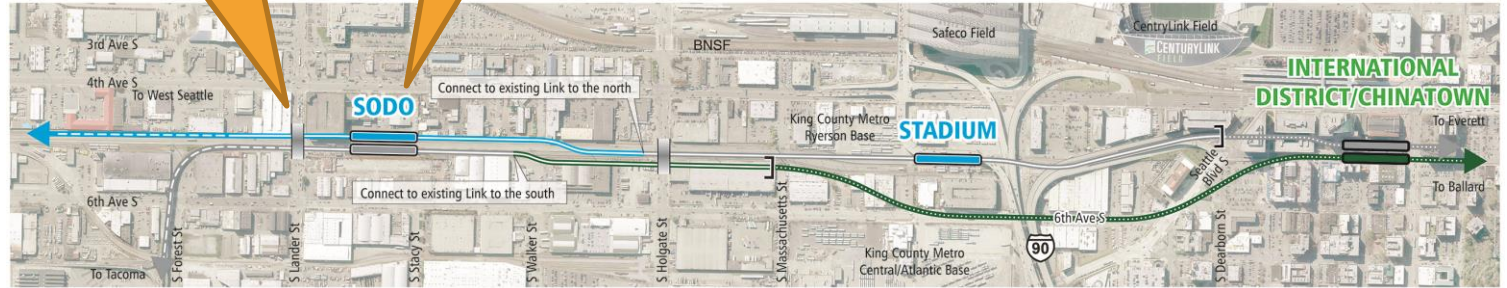 3rd Ave S
4th Ave S
To West Seattle
SODO
Connect to existing Link to the north
BNSF
Safeco Field
CentryLink Field
CENTURYLINK
FIELD
INTERNATIONAL
DISTRICT/CHINATOWN
To Everett
King County Metro
Ryerson Base
STADIUM
Connect to existing Link to the south
6th Ave S
To Tacoma
S Forest St
S Lander St
S Stacy St
S Walker St
S Holgate St
S Massachusetts St
King County Metro
Central/Atlantic Base
90
6th Ave S
Seattle
Blvd S
S Dearborn St
To Ballard